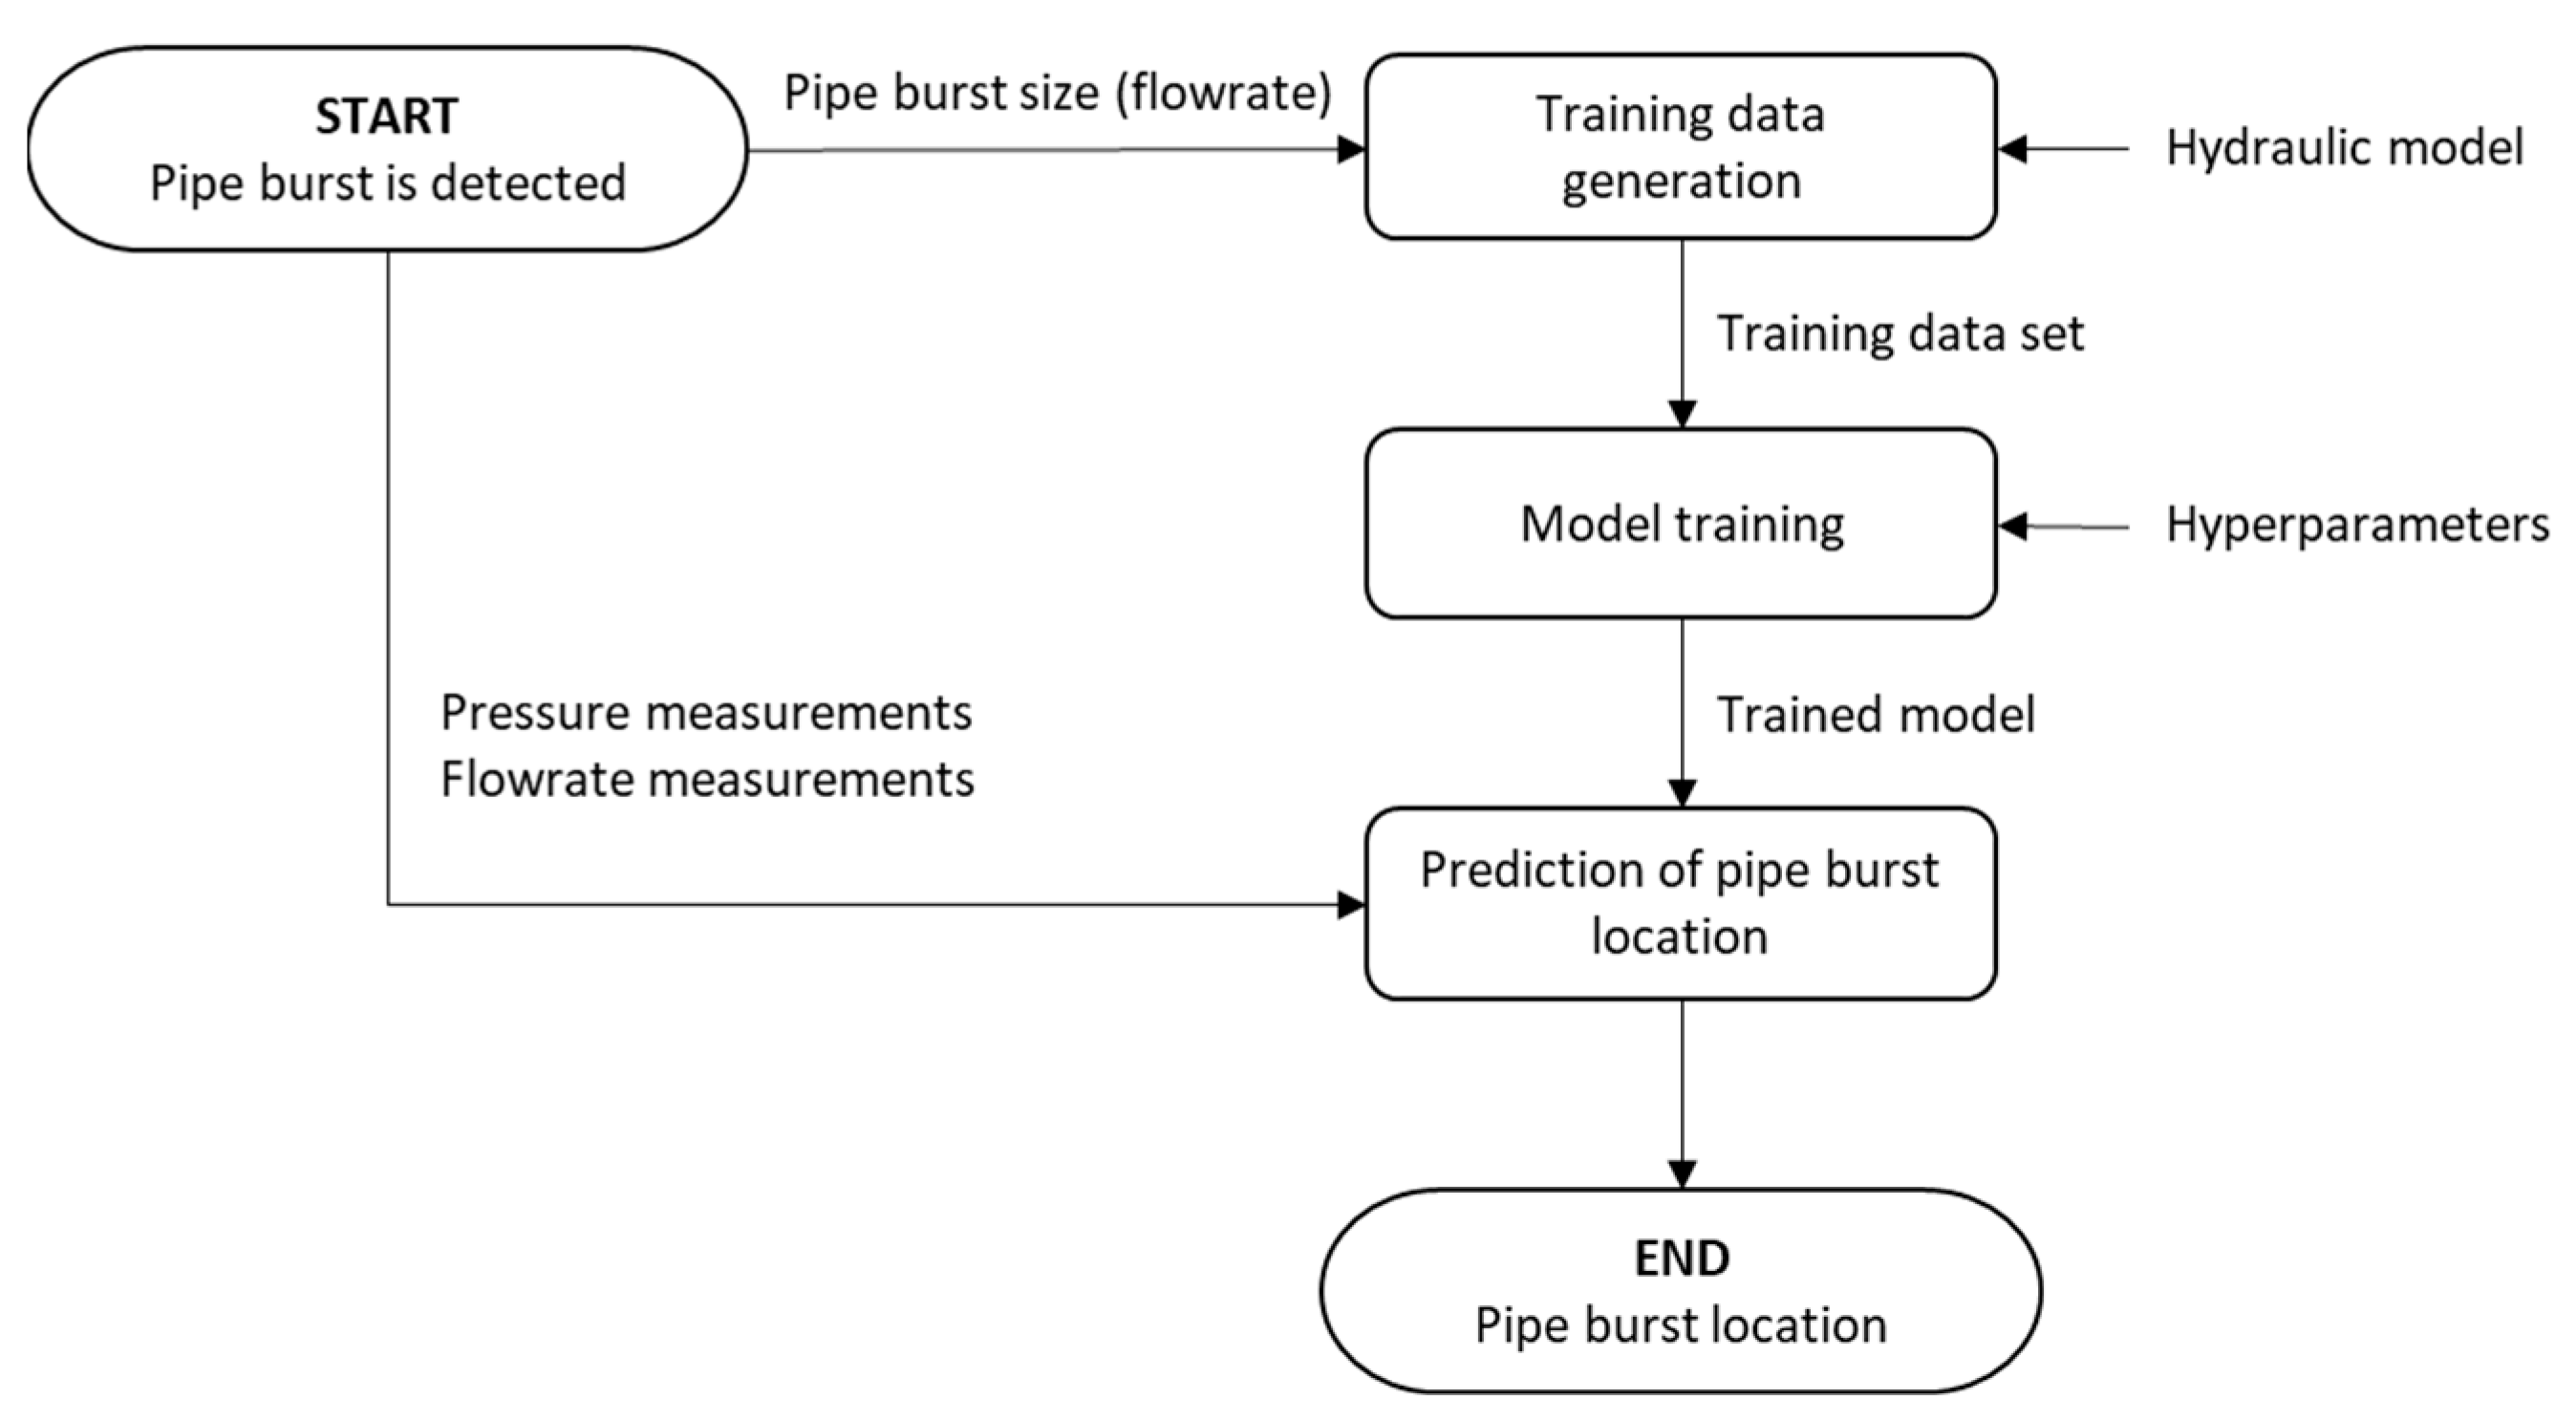 START
Pipe burst is detected
Pipe burst size (flowrate)
Training data
generation
Hydraulic model
Training data set
Model training
Hyperparameters
Pressure measurements
Flowrate measurements
Trained model
Prediction of pipe burst
location
END
Pipe burst location